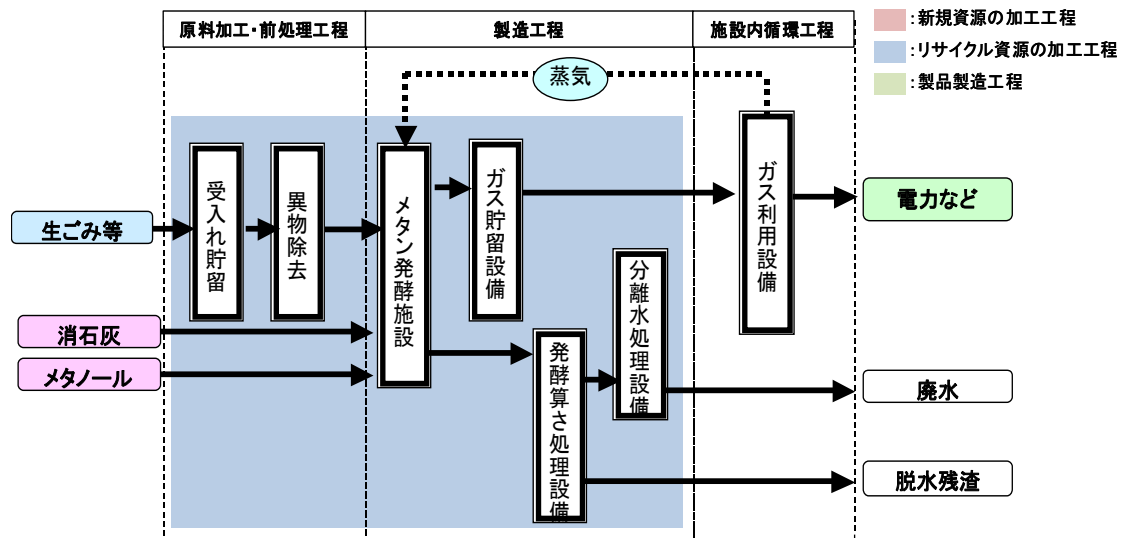 原料加工・前処理工程
製造工程
施設内循環工程
：新規資源の加工工程
：リサイクル資源の加工工程
：製品製造工程
蒸気
生ごみ等
消石灰
メタノール
受入れ貯留
異物除去
メタン発酵施設
ガス貯留設備
発酵算さ処理設備
分離水処理設備
ガス利用設備
電力など
廃水
脱水残渣